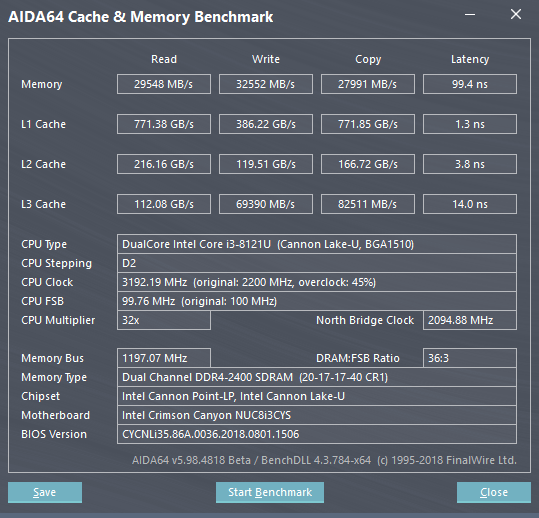 AIDA64 Cache & Memory Benchmark
Read Write Copy Latency
Memory 29548 MB/s 32552 MB/s 27991 MB/s 99.4 ns
L1 Cache 771.38 GB/s 386.22 GB/s 771.85 GB/s 1.3 ns
L2 Cache 216.16 GB/s 119.51 GB/s 166.72 GB/s 3.8 ns
L3 Cache 112.08 GB/s 69390 MB/s 82511 MB/s 14.0 ns
CPU Type DualCore Intel Core i3-8121U (Cannon Lake-U, BGA1510)
CPU Stepping D2
CPU Clock 3192.19 MHz (original: 2200 MHz, overclock: 45%)
CPU FSB 99.76 MHz (original: 100 MHz)
CPU Multiplier 32x North Bridge Clock 2094.88 MHz
Memory Bus 1197.07 MHz DRAM:FSB Ratio 36:3
Memory Type Dual Channel DDR4-2400 SDRAM (20-17-17-40 CR1)
Chipset Intel Cannon Point-LP, Intel Cannon Lake-U
Motherboard Intel Crimson Canyon NUC8i3CYS
BIOS Version CYCNLi35.86A.0036.2018.0801.1506
AIDA64 v5.98.4818 Beta / BenchDLL 4.3.784-x64 (c) 1995-2018 FinalWire Ltd.
Save Start Benchmark Close